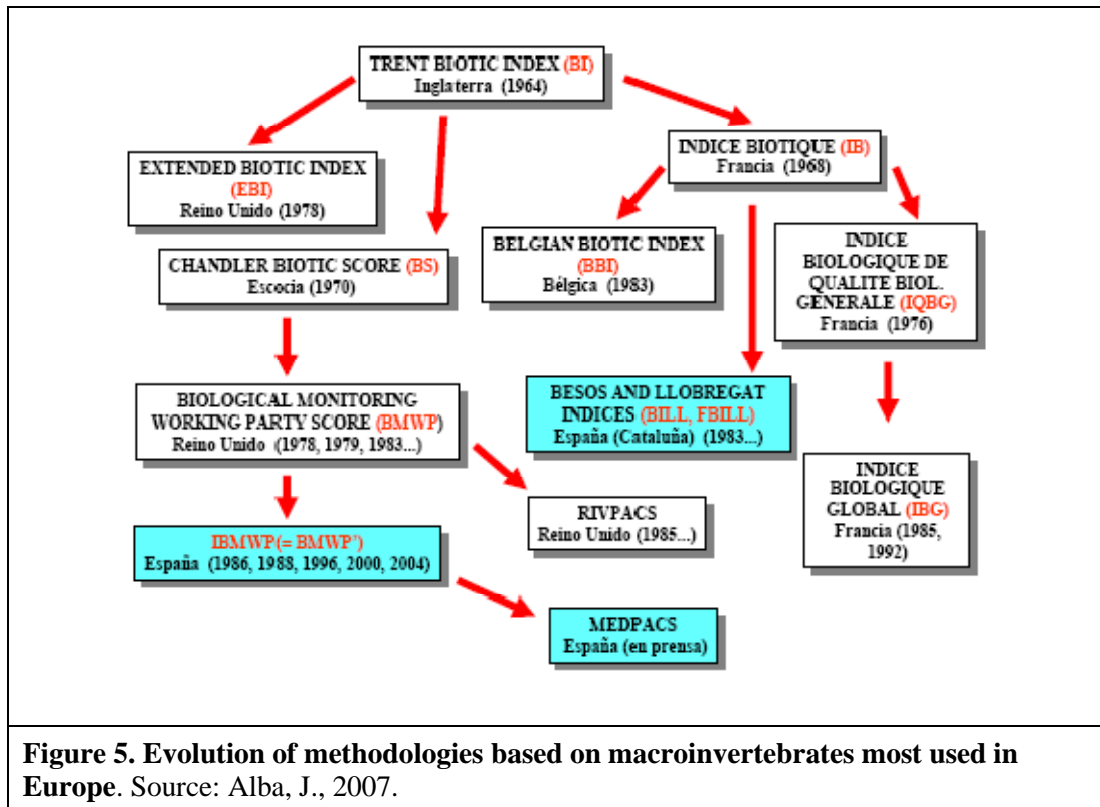 TRENT BIOTIC INDEX (BI)
Inglaterra (1964)
EXTENDED BIOTIC INDEX
(EBI)
Reino Unido (1978)
INDICE BIOTIQUE (IB)
Francia (1968)
CHANDLER BIOTIC SCORE (BS)
Escocia (1970)
BELGIAN BIOTIC INDEX
(BBI)
Bélgica (1983)
INDICE
BIOLOGIQUE DE
QUALITE BIOL.
GENERALE (IQBG)
Francia (1976)
BIOLOGICAL MONITORING
WORKING PARTY SCORE (BMWP)
Reino Unido (1978, 1979, 1983...)
BESOS AND LLOBREGAT
INDICES (BILL, FBILL)
España (Cataluña) (1983...)
INDICE
BIOLOGIQUE
GLOBAL (IBG)
Francia (1985,
1992)
RIVPACS
Reino Unido (1985...)
IBMWP(= BMWP')
España (1986, 1988, 1996, 2000, 2004)
MEDPACS
España (en prensa)
Figure 5. Evolution of methodologies based on macroinvertebrates most used in
Europe. Source: Alba, J., 2007.